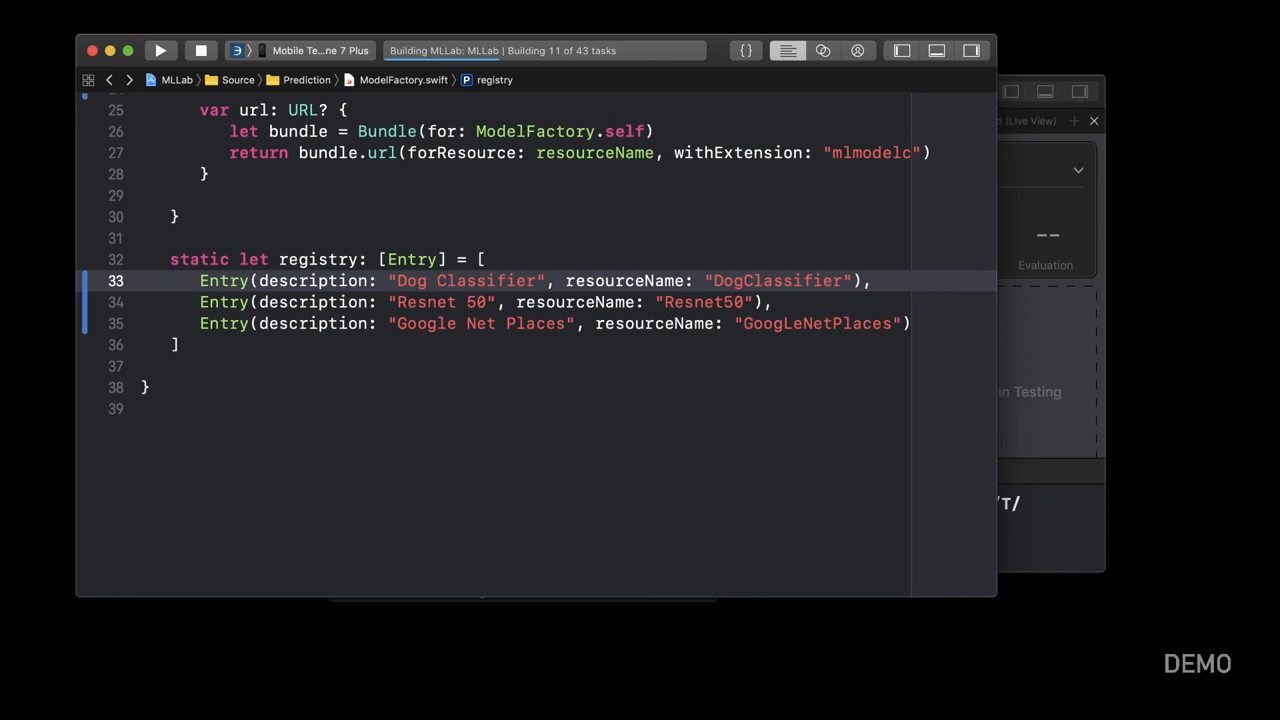 Mobile Te...ne 7 Plus
Building MLLab: MLLab | Building 11 of 43 tasks
{}
MLLab
Source
Prediction
ModelFactory.swift
P registry
d (Live View)
25 var url: URL? {
26 let bundle = Bundle(for: ModelFactory.self)
27 return bundle.url(forResource: resourceName, withExtension: "mlmodelc")
28 }
29
30 }
31
32 static let registry: [Entry] = [
33 Entry(description: "Dog Classifier", resourceName: "DogClassifier"),
34 Entry(description: "Resnet 50", resourceName: "Resnet50"),
35 Entry(description: "Google Net Places", resourceName: "GoogLeNetPlaces")
36 ]
37
38 }
39
--
Evaluation
in Testing
/T/
DEMO